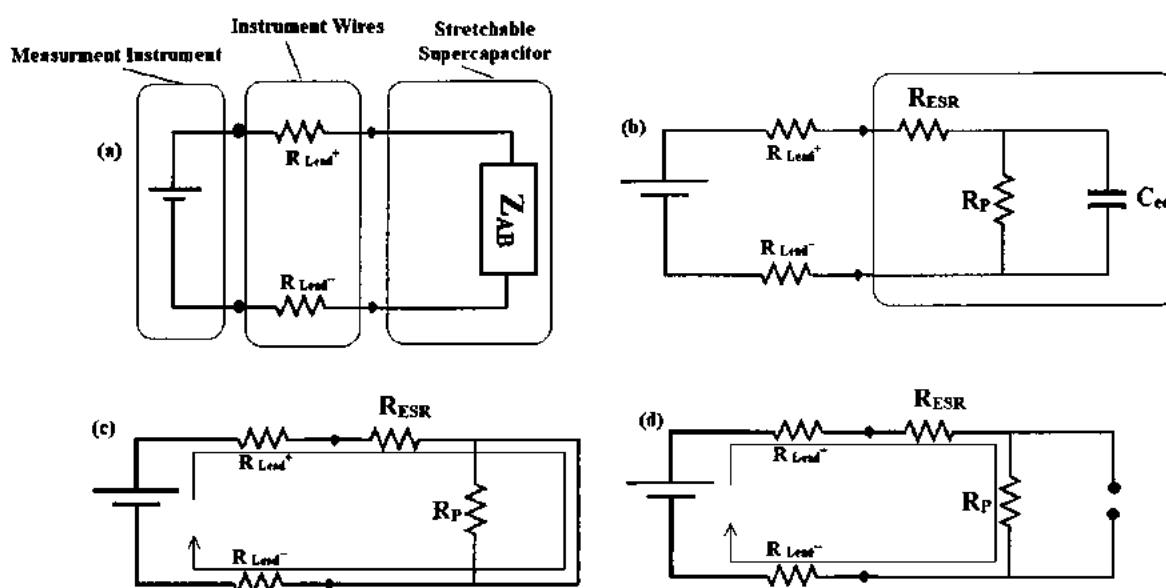 Instrument Wires
Stretchable
Supercapacitor
Measurment Instrument
(a)
R Lead+
ZAB
R Lead-
(b)
RESR
R Lead+
RP
Ceq
R Lead-
(c)
RESR
R Lead+
RP
R Lead-
(d)
RESR
R Lead+
RP
R Lead-